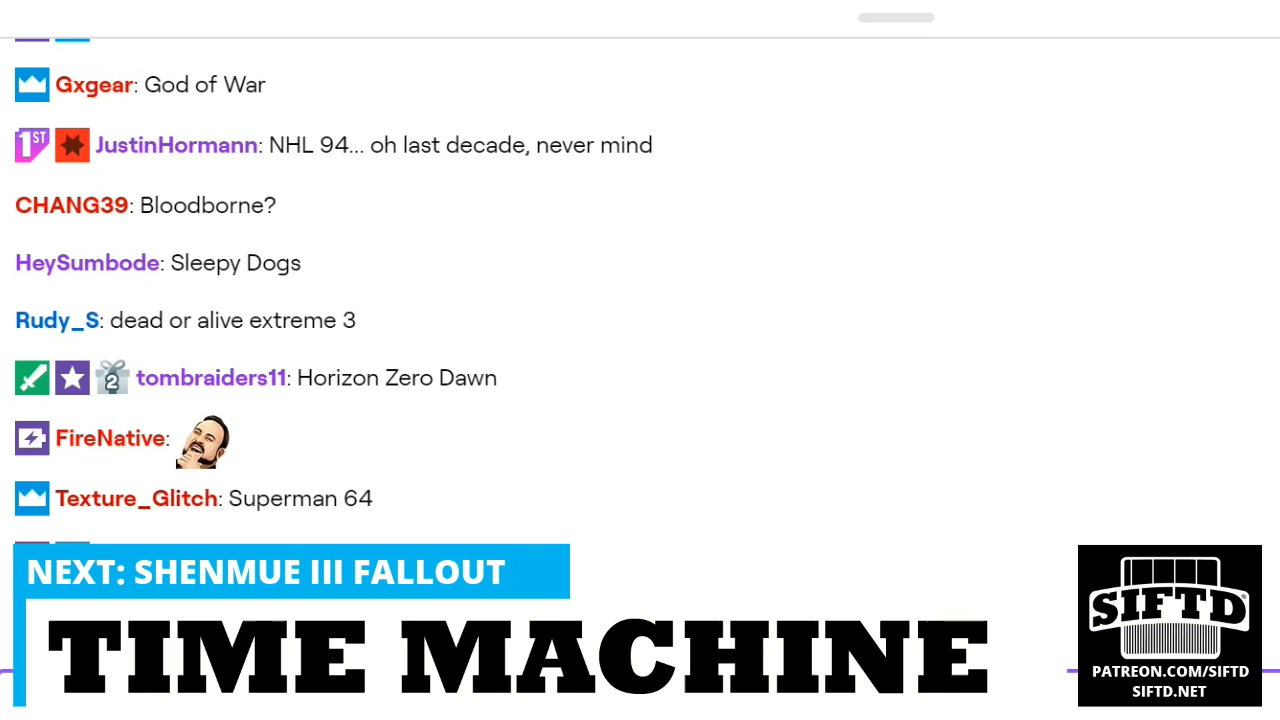 Gxgear: God of War
1ST JustinHormann: NHL 94... oh last decade, never mind
CHANG39: Bloodborne?
HeySumbode: Sleepy Dogs
Rudy_S: dead or alive extreme 3
2 tombraiders11: Horizon Zero Dawn
FireNative:
Texture_Glitch: Superman 64
NEXT: SHENMUE III FALLOUT
TIME MACHINE
SIFTD
PATREON.COM/SIFTD
SIFTD.NET